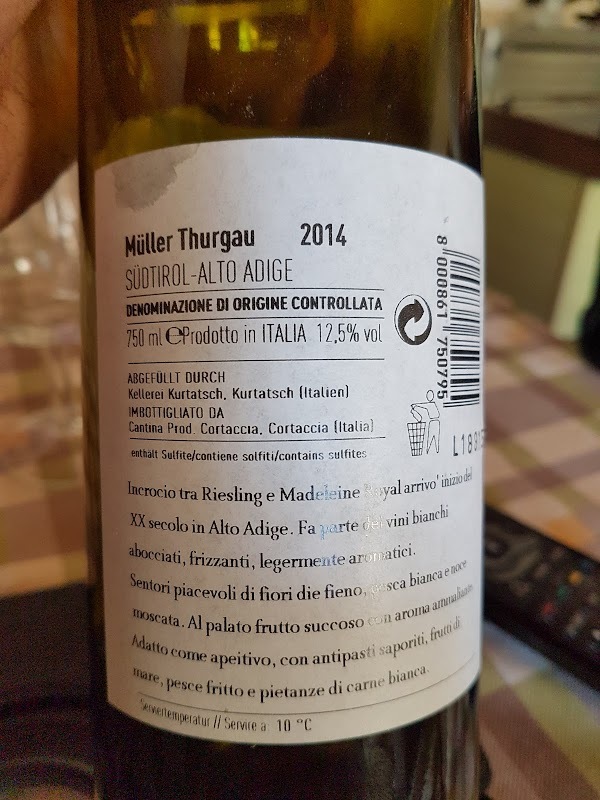 Müller Thurgau 2014
SÜDTIROL-ALTO ADIGE
DENOMINAZIONE DI ORIGINE CONTROLLATA
750 ml ℮ Prodotto in ITALIA 12,5% vol
ABGEFÜLLT DURCH
Kellerei Kurtatsch, Kurtatsch (Italien)
IMBOTTIGLIATO DA
Cantina Prod. Cortaccia, Cortaccia (Italia)
enthält Sulfite/contiene solfiti/contains sulfites
Incrocio tra Riesling e Madeleine Royal arrivo' inizio del
XX secolo in Alto Adige. Fa parte dei vini bianchi
abocciati, frizzanti, legermente aromatici.
Sentori piacevoli di fiori die fieno, pesca bianca e noce
moscata. Al palato frutto succoso con aroma ammaliante.
Adatto come apeitivo, con antipasti saporiti, frutti di
mare, pesce fritto e pietanze di carne bianca.
Serviertemperatur // Servire a: 10 °C
8 000861 750795